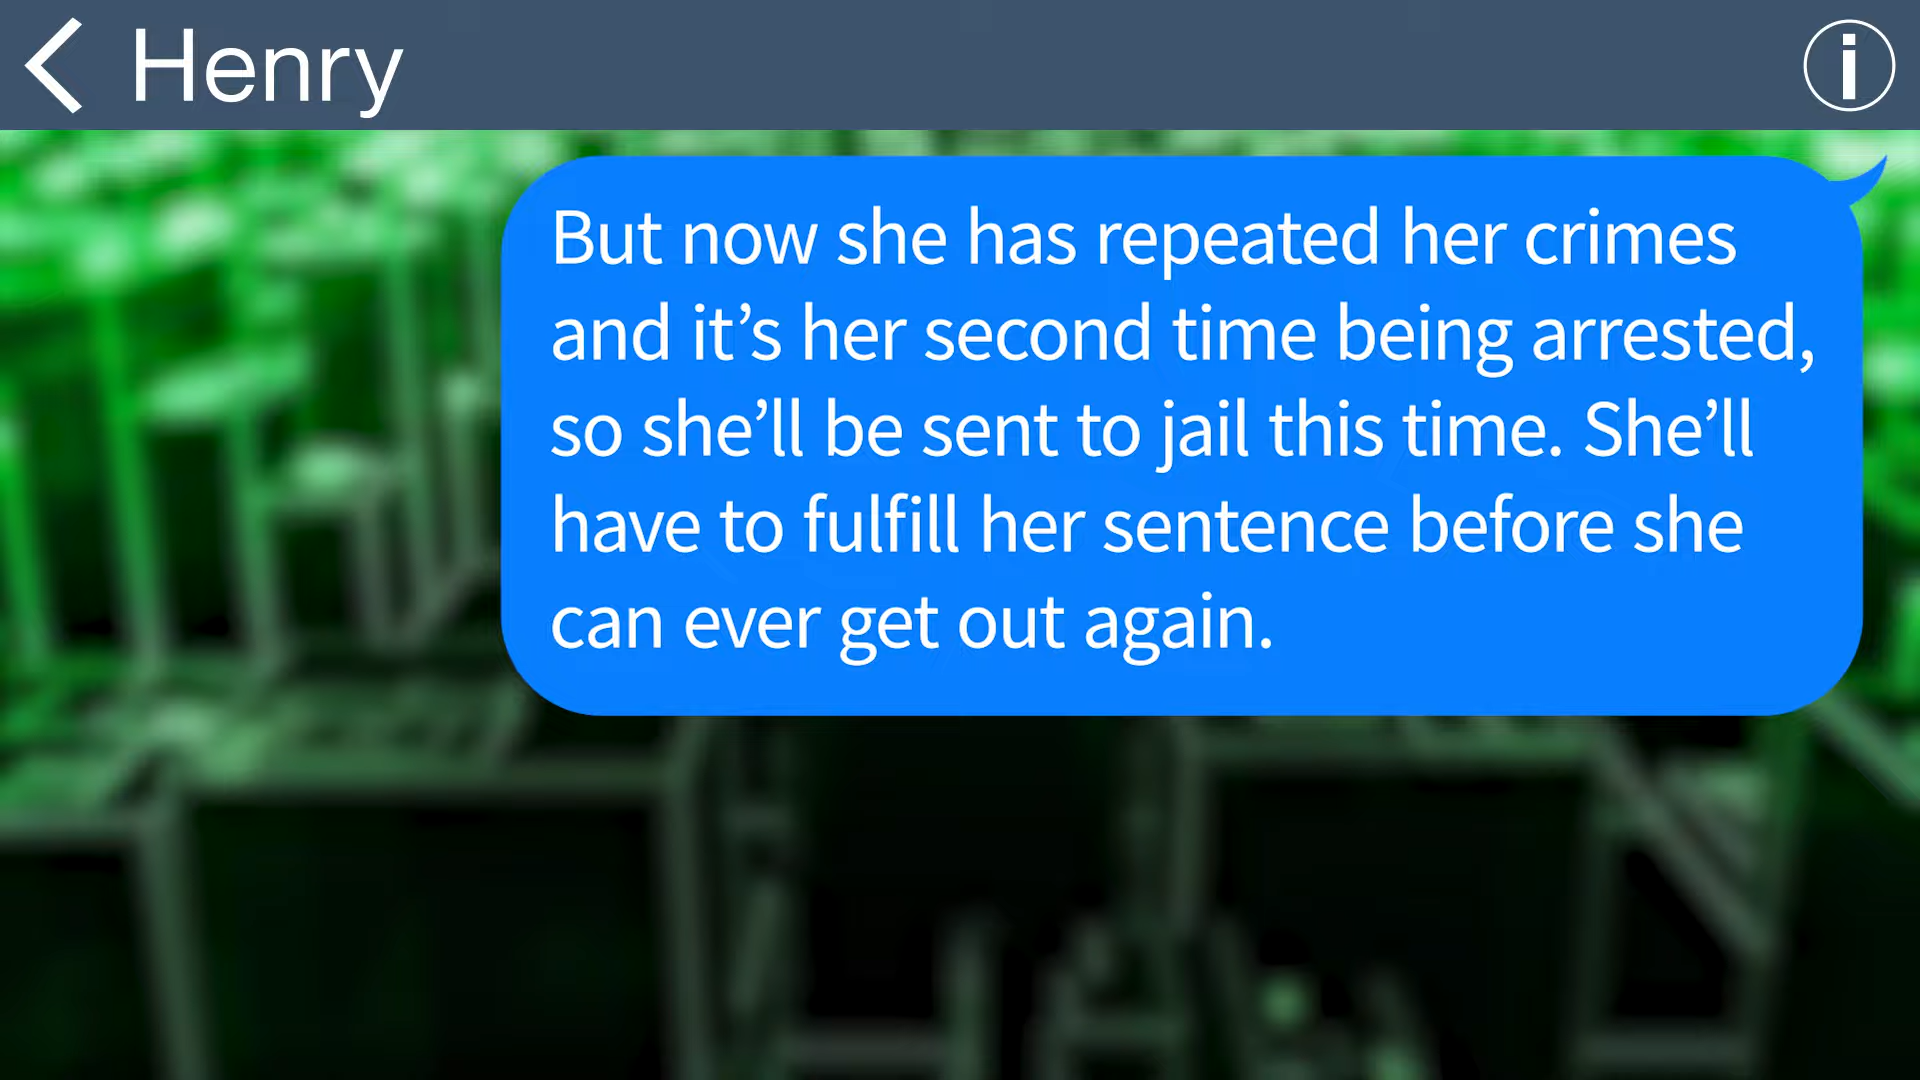 Henry
But now she has repeated her crimes
and it’s her second time being arrested,
so she’ll be sent to jail this time. She’ll
have to fulfill her sentence before she
can ever get out again.